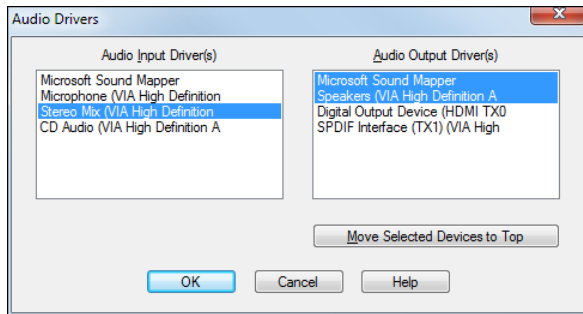 Audio Drivers
Audio Input Driver(s)
Microsoft Sound Mapper
Microphone (VIA High Definition
Stereo Mix (VIA High Definition
CD Audio (VIA High Definition A
Audio Output Driver(s)
Microsoft Sound Mapper
Speakers (VIA High Definition A
Digital Output Device (HDMI TX0
SPDIF Interface (TX1) (VIA High
Move Selected Devices to Top
OK Cancel Help